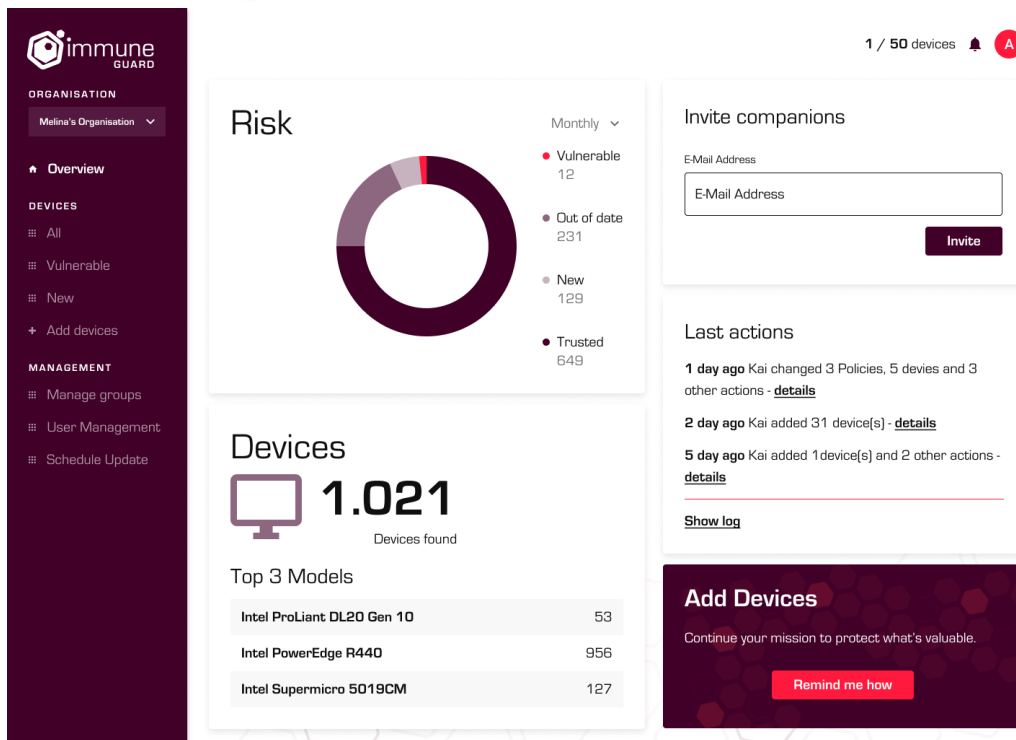 immune
GUARD
ORGANISATION
Melina's Organisation
Overview
DEVICES
All
Vulnerable
New
Add devices
MANAGEMENT
Manage groups
User Management
Schedule Update
1 / 50 devices
A
Risk
Monthly
Vulnerable
12
Out of date
231
New
129
Trusted
649
Devices
1.021
Devices found
Top 3 Models
Intel ProLiant DL20 Gen 10 53
Intel PowerEdge R440 956
Intel Supermicro 5019CM 127
Invite companions
E-Mail Address
E-Mail Address
Invite
Last actions
1 day ago Kai changed 3 Policies, 5 devies and 3
other actions - details
2 day ago Kai added 31 device(s) - details
5 day ago Kai added 1device(s) and 2 other actions -
details
Show log
Add Devices
Continue your mission to protect what's valuable.
Remind me how